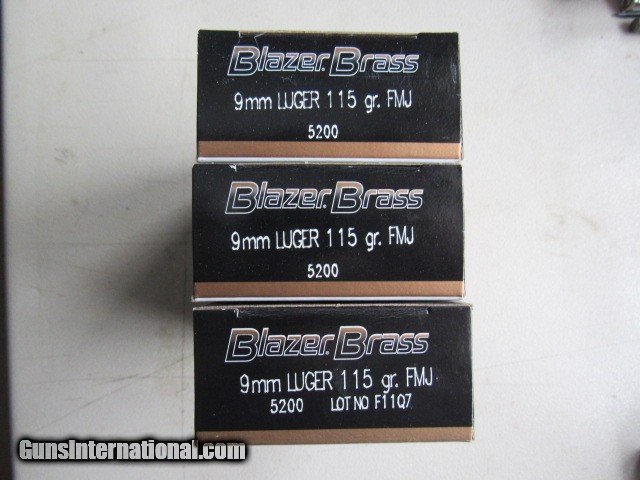 Blazer Brass
9mm LUGER 115 gr. FMJ
5200
Blazer Brass
9mm LUGER 115 gr. FMJ
5200
Blazer Brass
9mm LUGER 115 gr. FMJ
5200 LOT NO F11Q7
GunsInternational.com